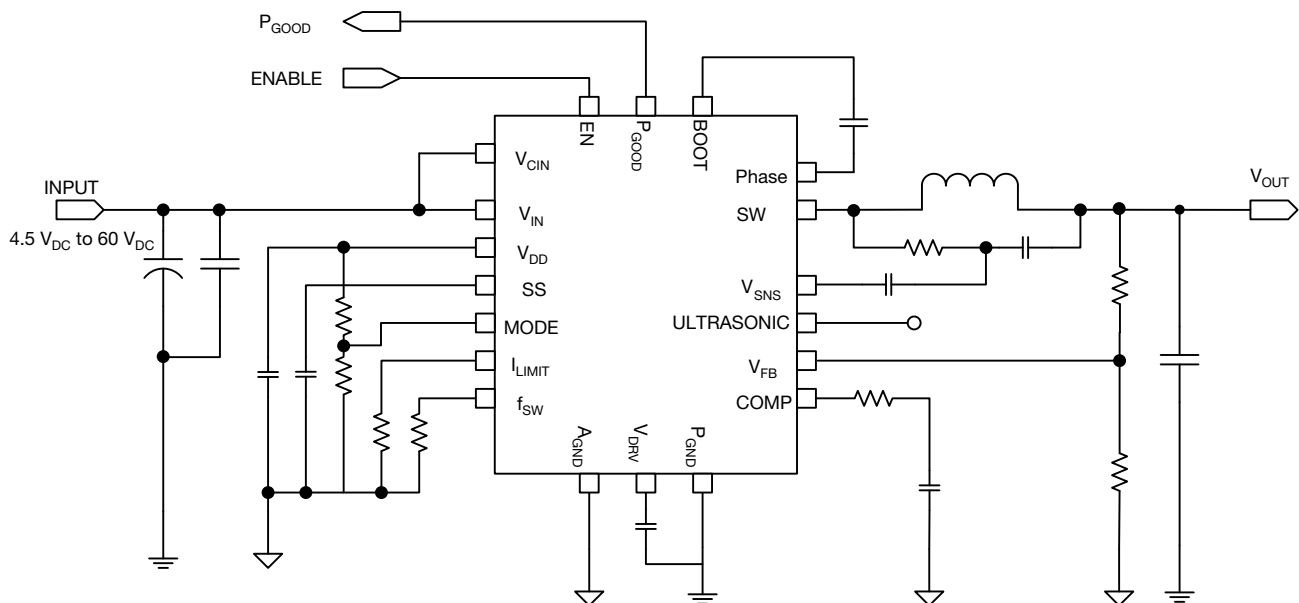 PGOOD
ENABLE
INPUT
4.5 VDC to 60 VDC
EN
PGOOD
BOOT
VCIN
VIN
VDD
SS
MODE
ILIMIT
fSW
Phase
SW
VSNS
ULTRASONIC
VFB
COMP
AGND
VDRV
PGND
VOUT